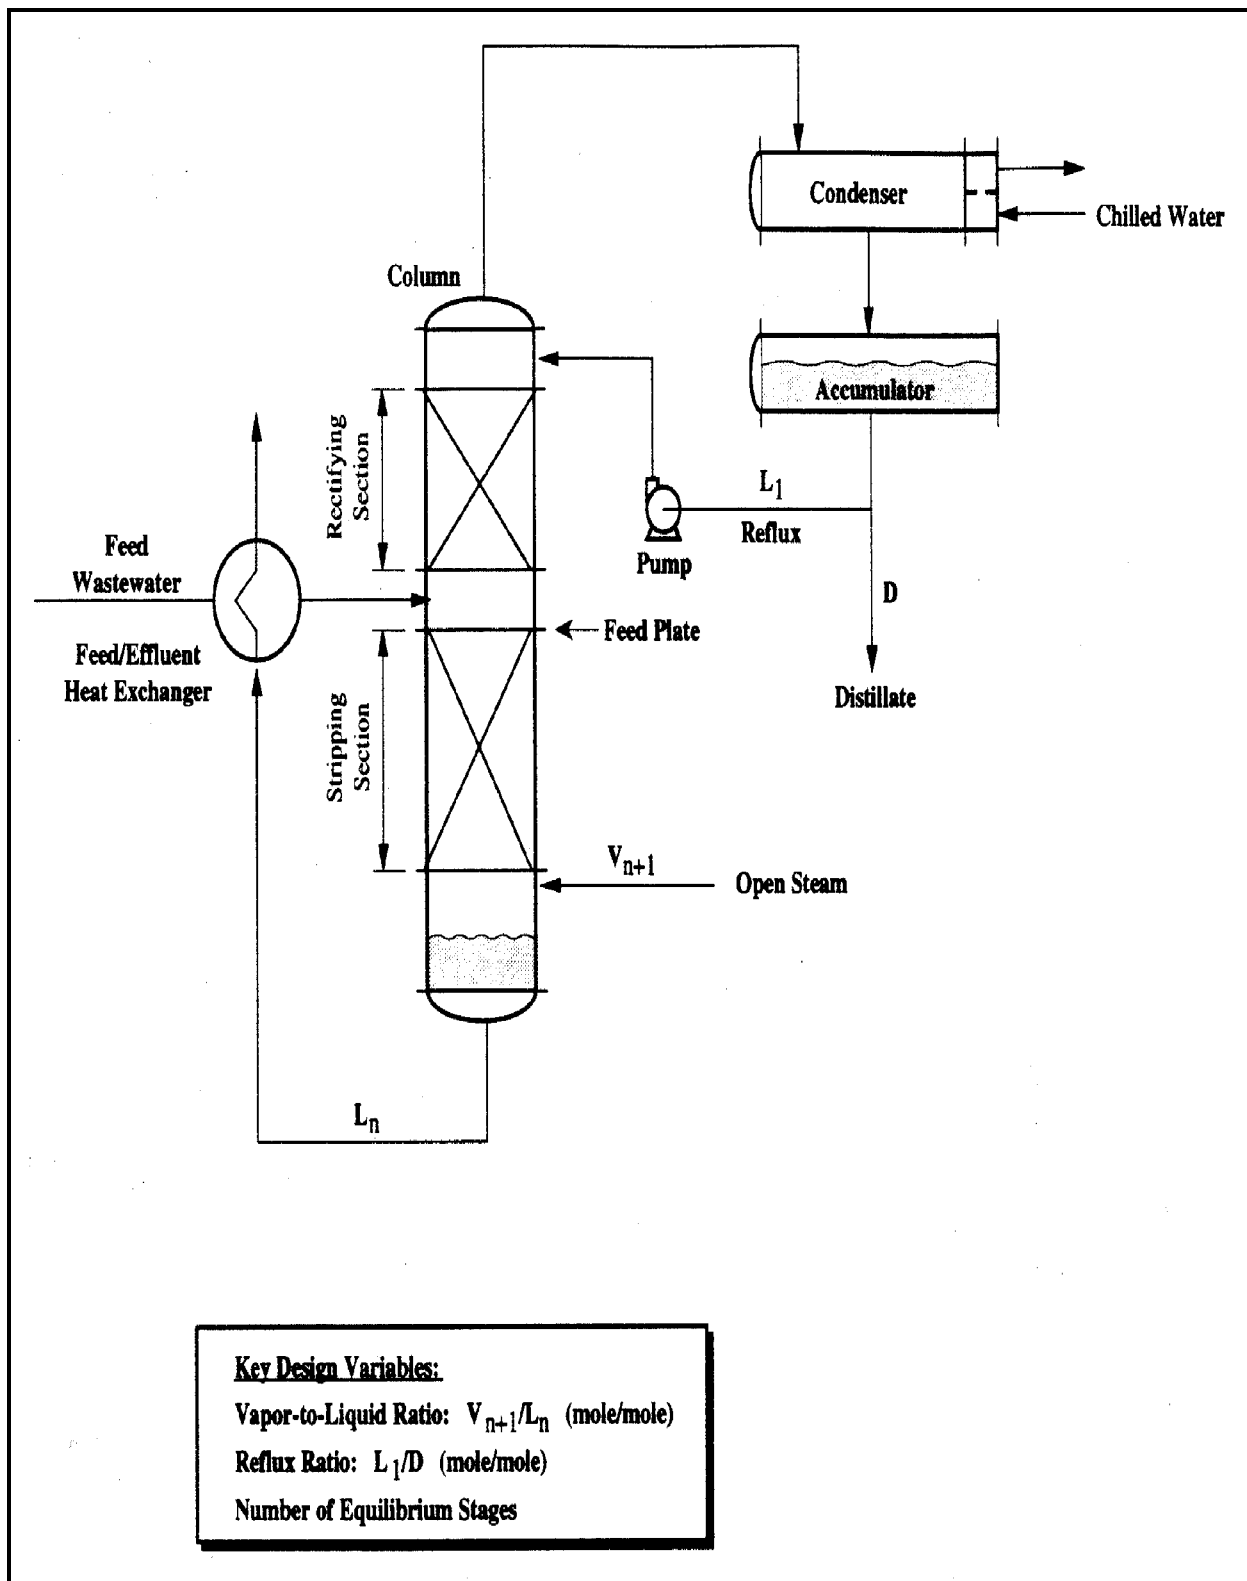 Condenser
Chilled Water
Column
Accumulator
Rectifying
Section
L1
Reflux
Pump
Feed
Wastewater
D
Feed Plate
Feed/Effluent
Heat Exchanger
Distillate
Stripping
Section
Vn+1
Open Steam
Ln
Key Design Variables:
Vapor-to-Liquid Ratio: Vn+1/Ln (mole/mole)
Reflux Ratio: L1/D (mole/mole)
Number of Equilibrium Stages